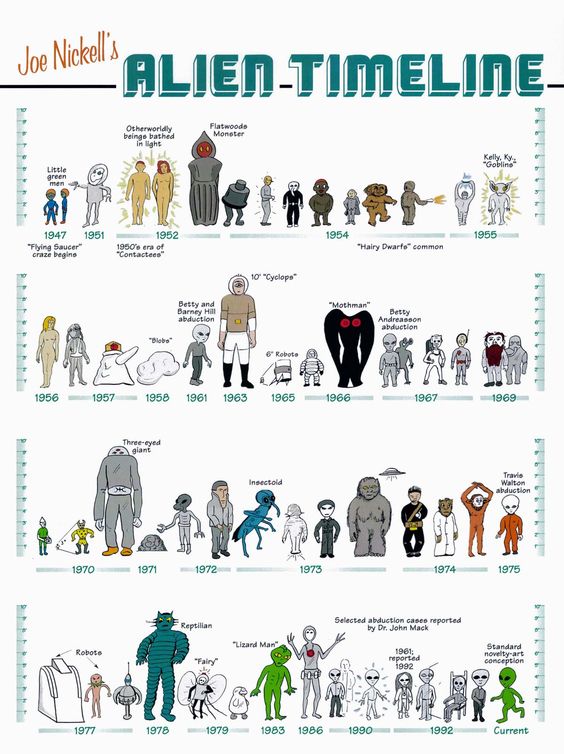 Joe Nickell's
ALIEN TIMELINE
Little
green
men
Otherworldly
beings bathed
in light
Flatwoods
Monster
Kelly, Ky.,
"Goblins"
1947
1951
1952
1954
1955
"Flying Saucer"
craze begins
1950's era of
"Contactees"
"Hairy Dwarfs" common
10' "Cyclops"
Betty and
Barney Hill
abduction
"Blobs"
6" Robots
"Mothman"
Betty
Andreasson
abduction
1956
1957
1958
1961
1963
1965
1966
1967
1969
Three-eyed
giant
Insectoid
Travis
Walton
abduction
1970
1971
1972
1973
1974
1975
Robots
Reptilian
"Fairy"
"Lizard Man"
Selected abduction cases reported
by Dr. John Mack
1961;
reported
1992
Standard
novelty-art
conception
1977
1978
1979
1983
1986
1990
1992
Current